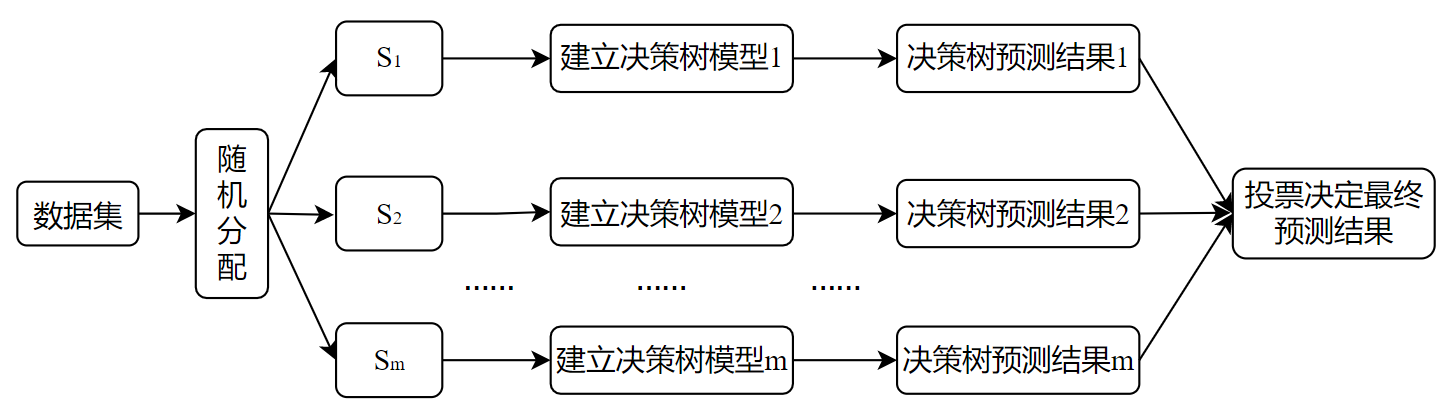 数据集
随
机
分
配
S₁
建立决策树模型1
决策树预测结果1
S₂
建立决策树模型2
决策树预测结果2
...... ...... ......
Sₘ
建立决策树模型m
决策树预测结果m
投票决定最终
预测结果